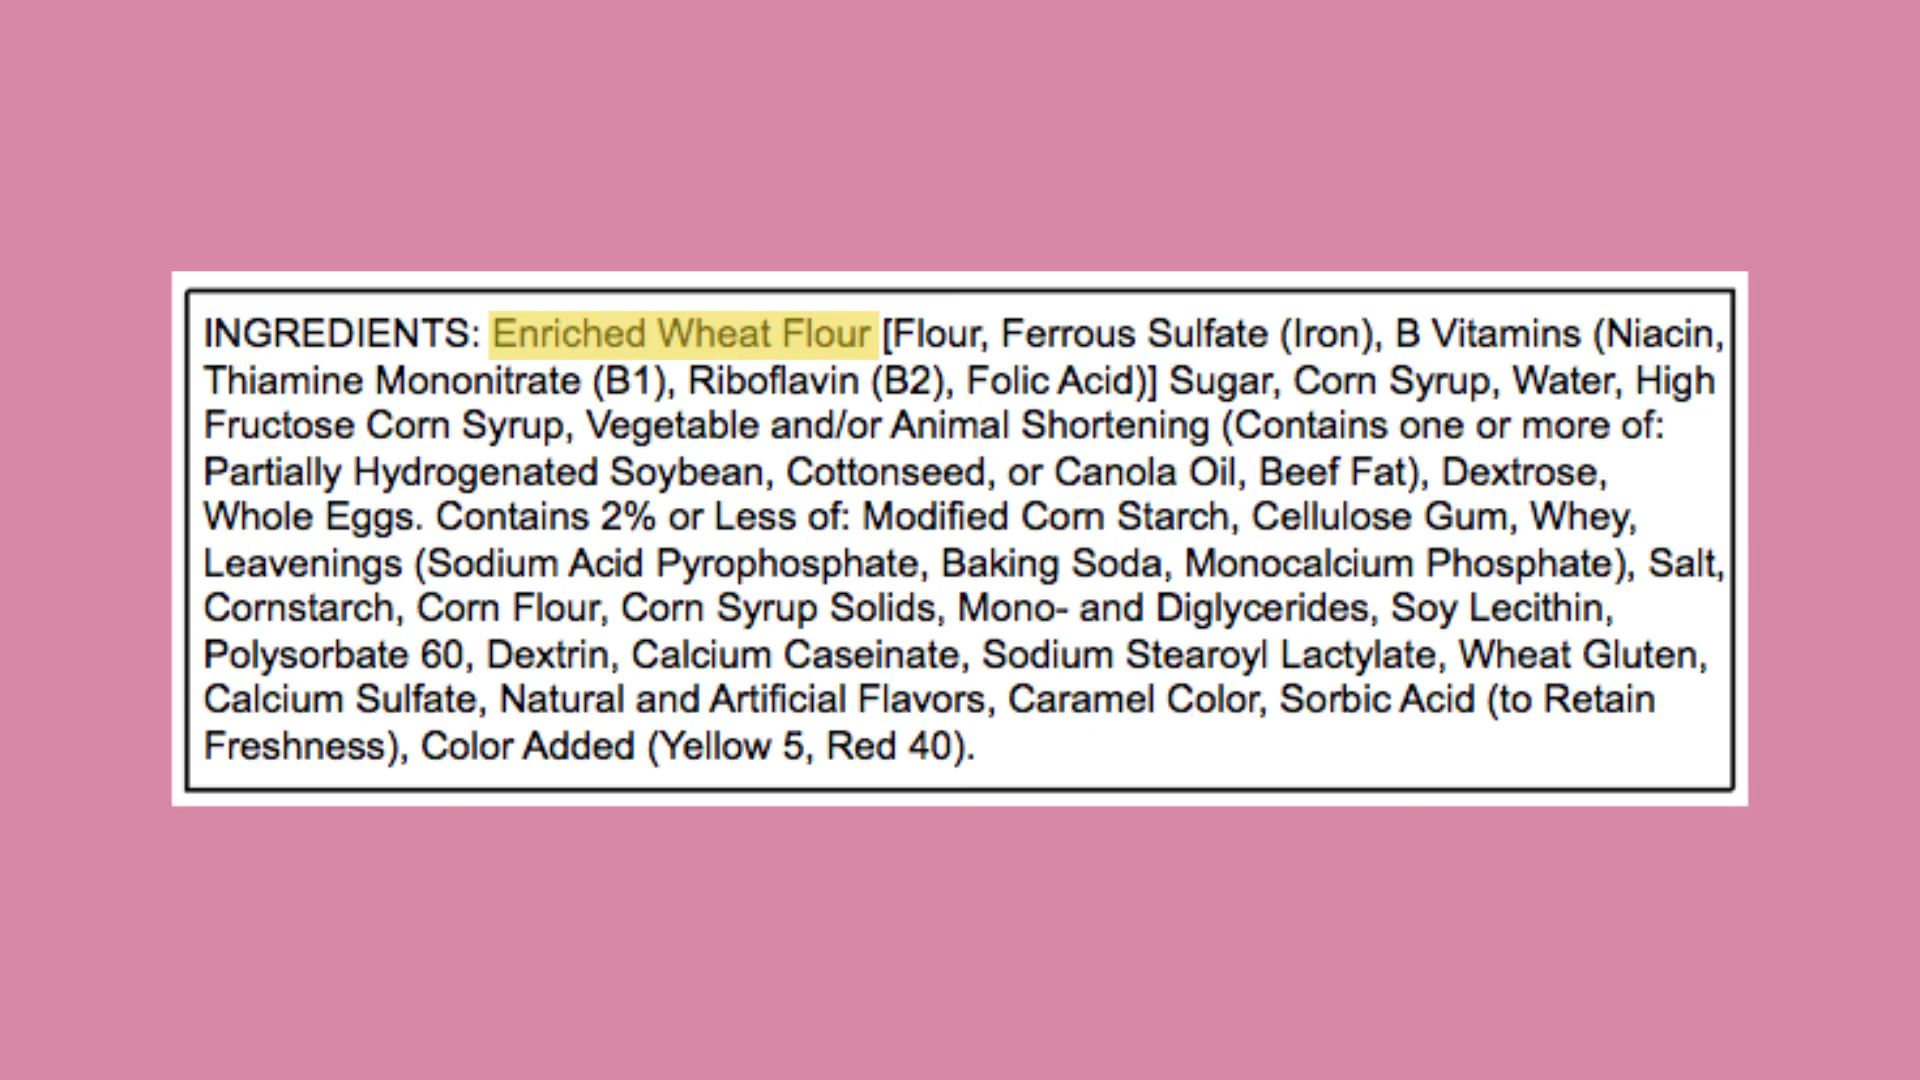 INGREDIENTS: Enriched Wheat Flour [Flour, Ferrous Sulfate (Iron), B Vitamins (Niacin,
Thiamine Mononitrate (B1), Riboflavin (B2), Folic Acid)] Sugar, Corn Syrup, Water, High
Fructose Corn Syrup, Vegetable and/or Animal Shortening (Contains one or more of:
Partially Hydrogenated Soybean, Cottonseed, or Canola Oil, Beef Fat), Dextrose,
Whole Eggs. Contains 2% or Less of: Modified Corn Starch, Cellulose Gum, Whey,
Leavenings (Sodium Acid Pyrophosphate, Baking Soda, Monocalcium Phosphate), Salt,
Cornstarch, Corn Flour, Corn Syrup Solids, Mono- and Diglycerides, Soy Lecithin,
Polysorbate 60, Dextrin, Calcium Caseinate, Sodium Stearoyl Lactylate, Wheat Gluten,
Calcium Sulfate, Natural and Artificial Flavors, Caramel Color, Sorbic Acid (to Retain
Freshness), Color Added (Yellow 5, Red 40).